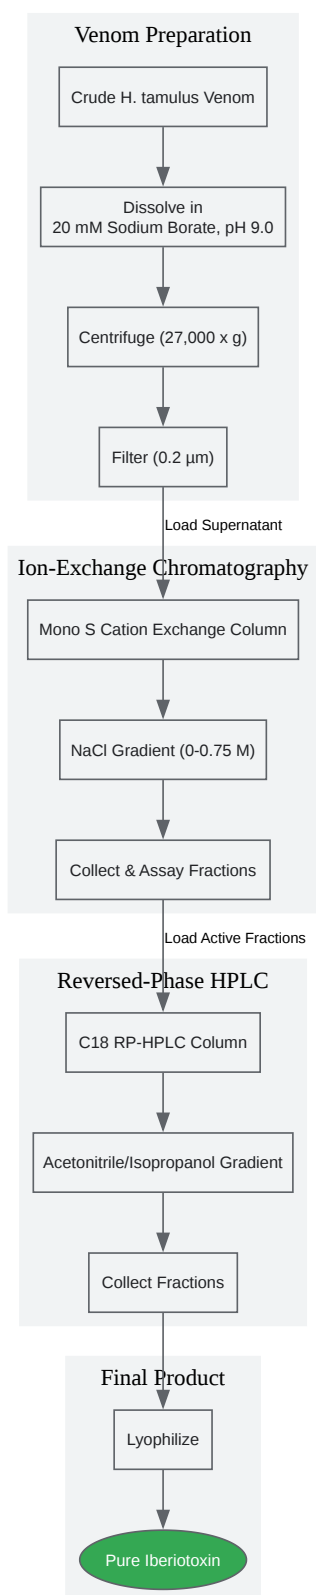 Venom Preparation
Crude H. tamulus Venom
Dissolve in
20 mM Sodium Borate, pH 9.0
Centrifuge (27,000 x g)
Filter (0.2 µm)
Load Supernatant
Ion-Exchange Chromatography
Mono S Cation Exchange Column
NaCl Gradient (0-0.75 M)
Collect & Assay Fractions
Load Active Fractions
Reversed-Phase HPLC
C18 RP-HPLC Column
Acetonitrile/Isopropanol Gradient
Collect Fractions
Final Product
Lyophilize
Pure Iberiotoxin